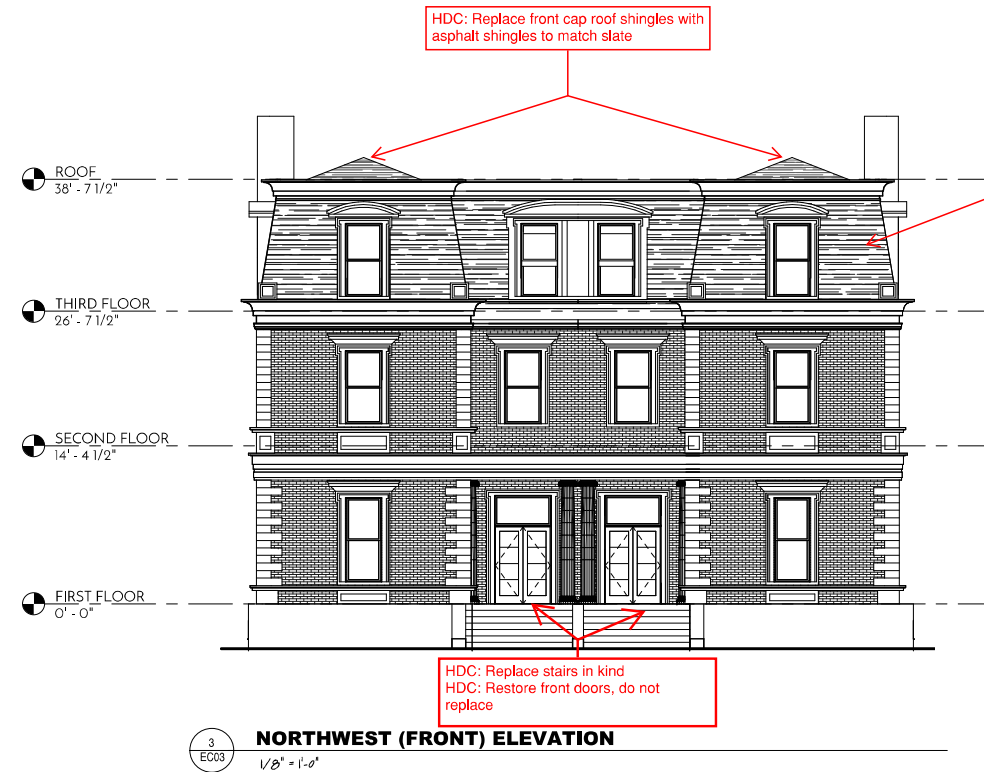 HDC: Replace front cap roof shingles with
asphalt shingles to match slate
ROOF
38' - 7 1/2"
THIRD FLOOR
26' - 7 1/2"
SECOND FLOOR
14' - 4 1/2"
FIRST FLOOR
0' - 0"
HDC: Replace stairs in kind
HDC: Restore front doors, do not
replace
3
EC03
NORTHWEST (FRONT) ELEVATION
1/8" = 1'-0"